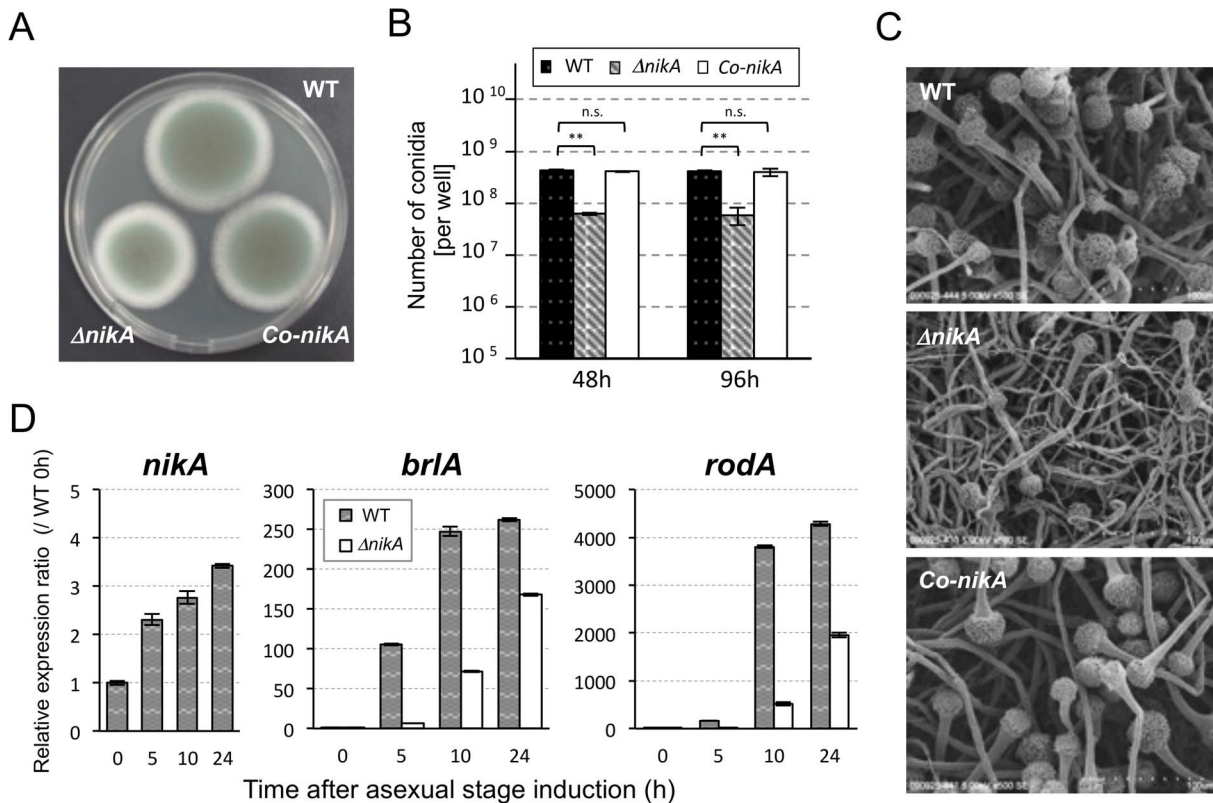 A
WT
ΔnikA
Co-nikA
B
WT ΔnikA Co-nikA
Number of conidia
[per well]
10^10
10^9
10^8
10^7
10^6
10^5
n.s.
**
n.s.
**
48h
96h
C
WT
ΔnikA
Co-nikA
D
Relative expression ratio (/ WT 0h)
nikA
5
4
3
2
1
0
0 5 10 24
brlA
WT
ΔnikA
300
250
200
150
100
50
0
0 5 10 24
rodA
5000
4000
3000
2000
1000
0
0 5 10 24
Time after asexual stage induction (h)